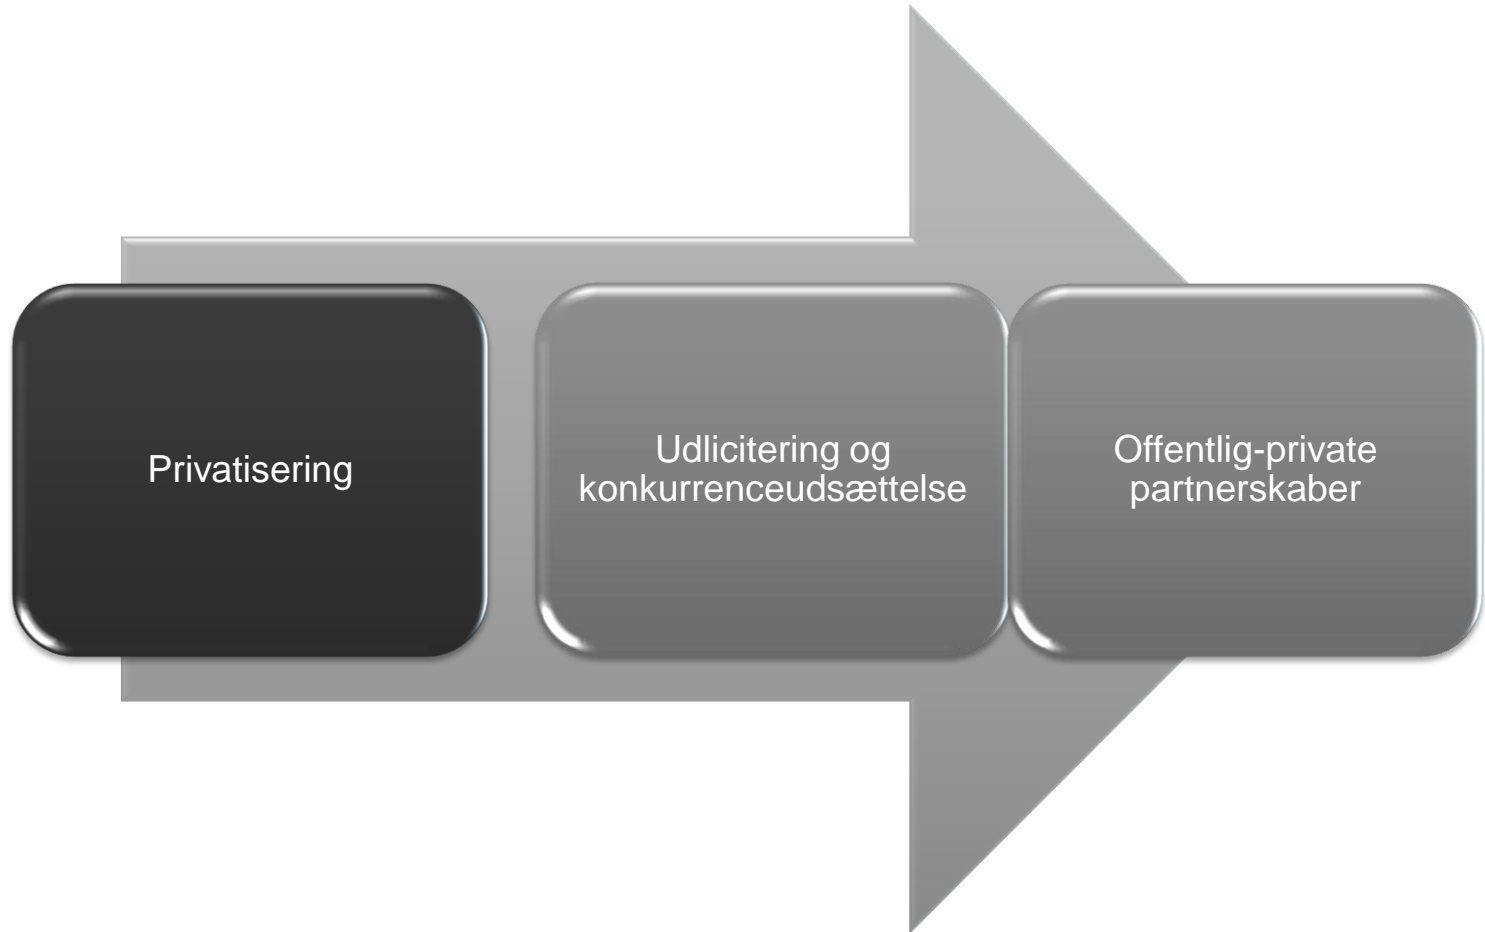 Privatisering
Udlicitering og
konkurrenceudsættelse
Offentlig-private
partnerskaber